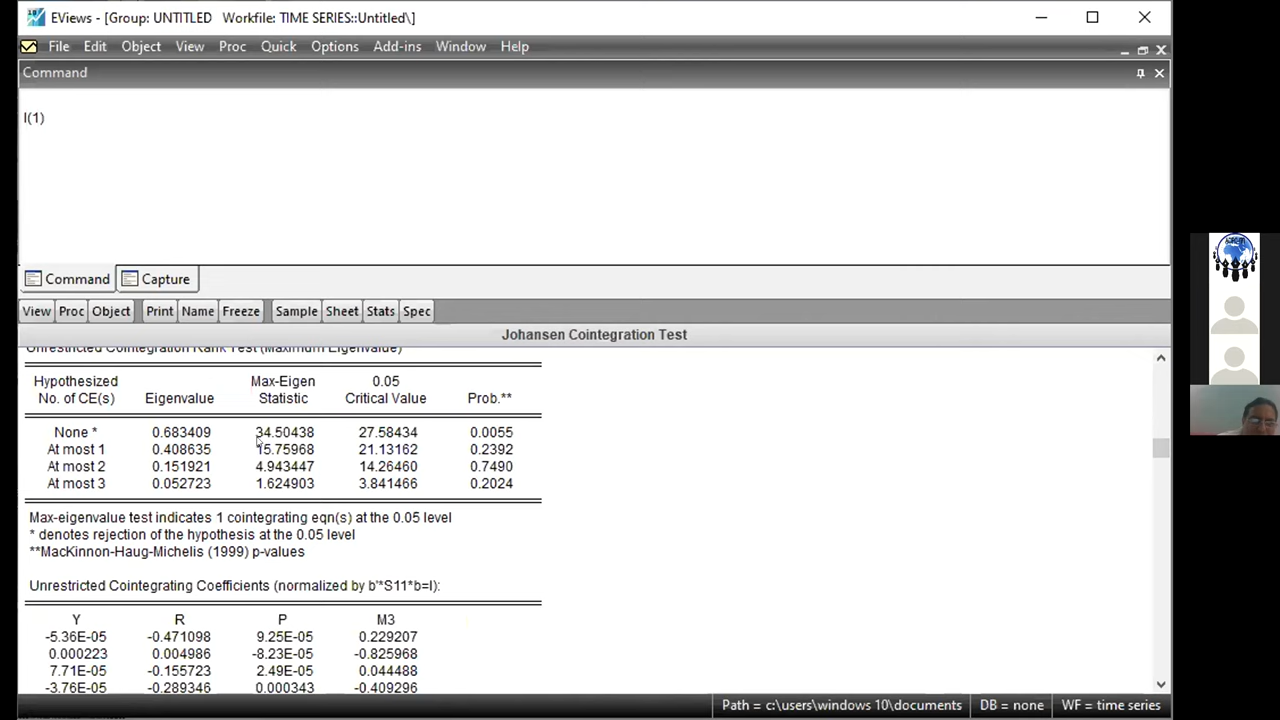 EViews - [Group: UNTITLED Workfile: TIME SERIES::Untitled\]
File Edit Object View Proc Quick Options Add-ins Window Help
Command
I(1)
Command Capture
View Proc Object Print Name Freeze Sample Sheet Stats Spec
Johansen Cointegration Test
Unrestricted Cointegration Rank Test (Maximum Eigenvalue)
Hypothesized Max-Eigen 0.05
No. of CE(s) Eigenvalue Statistic Critical Value Prob.**
None * 0.683409 34.50438 27.58434 0.0055
At most 1 0.408635 15.75968 21.13162 0.2392
At most 2 0.151921 4.943447 14.26460 0.7490
At most 3 0.052723 1.624903 3.841466 0.2024
Max-eigenvalue test indicates 1 cointegrating eqn(s) at the 0.05 level
* denotes rejection of the hypothesis at the 0.05 level
**MacKinnon-Haug-Michelis (1999) p-values
Unrestricted Cointegrating Coefficients (normalized by b'*S11*b=I):
Y R P M3
-5.36E-05 -0.471098 9.25E-05 0.229207
0.000223 0.004986 -8.23E-05 -0.825968
7.71E-05 -0.155723 2.49E-05 0.044488
-3.76E-05 -0.289346 0.000343 -0.409296
Path = c:\users\windows 10\documents DB = none WF = time series